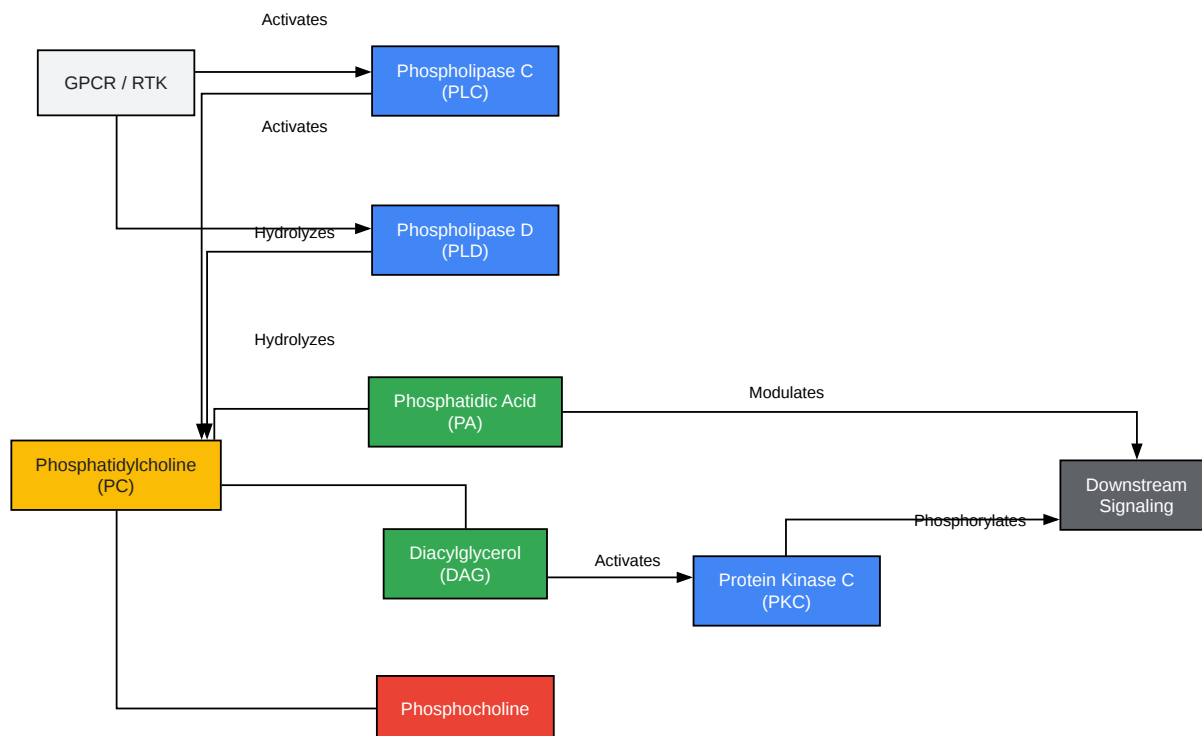 Activates
GPCR / RTK
Phospholipase C
(PLC)
Activates
Hydrolyzes
Phospholipase D
(PLD)
Hydrolyzes
Phosphatidic Acid
(PA)
Modulates
Phosphatidylcholine
(PC)
Downstream
Signaling
Phosphorylates
Diacylglycerol
(DAG)
Activates
Protein Kinase C
(PKC)
Phosphocholine